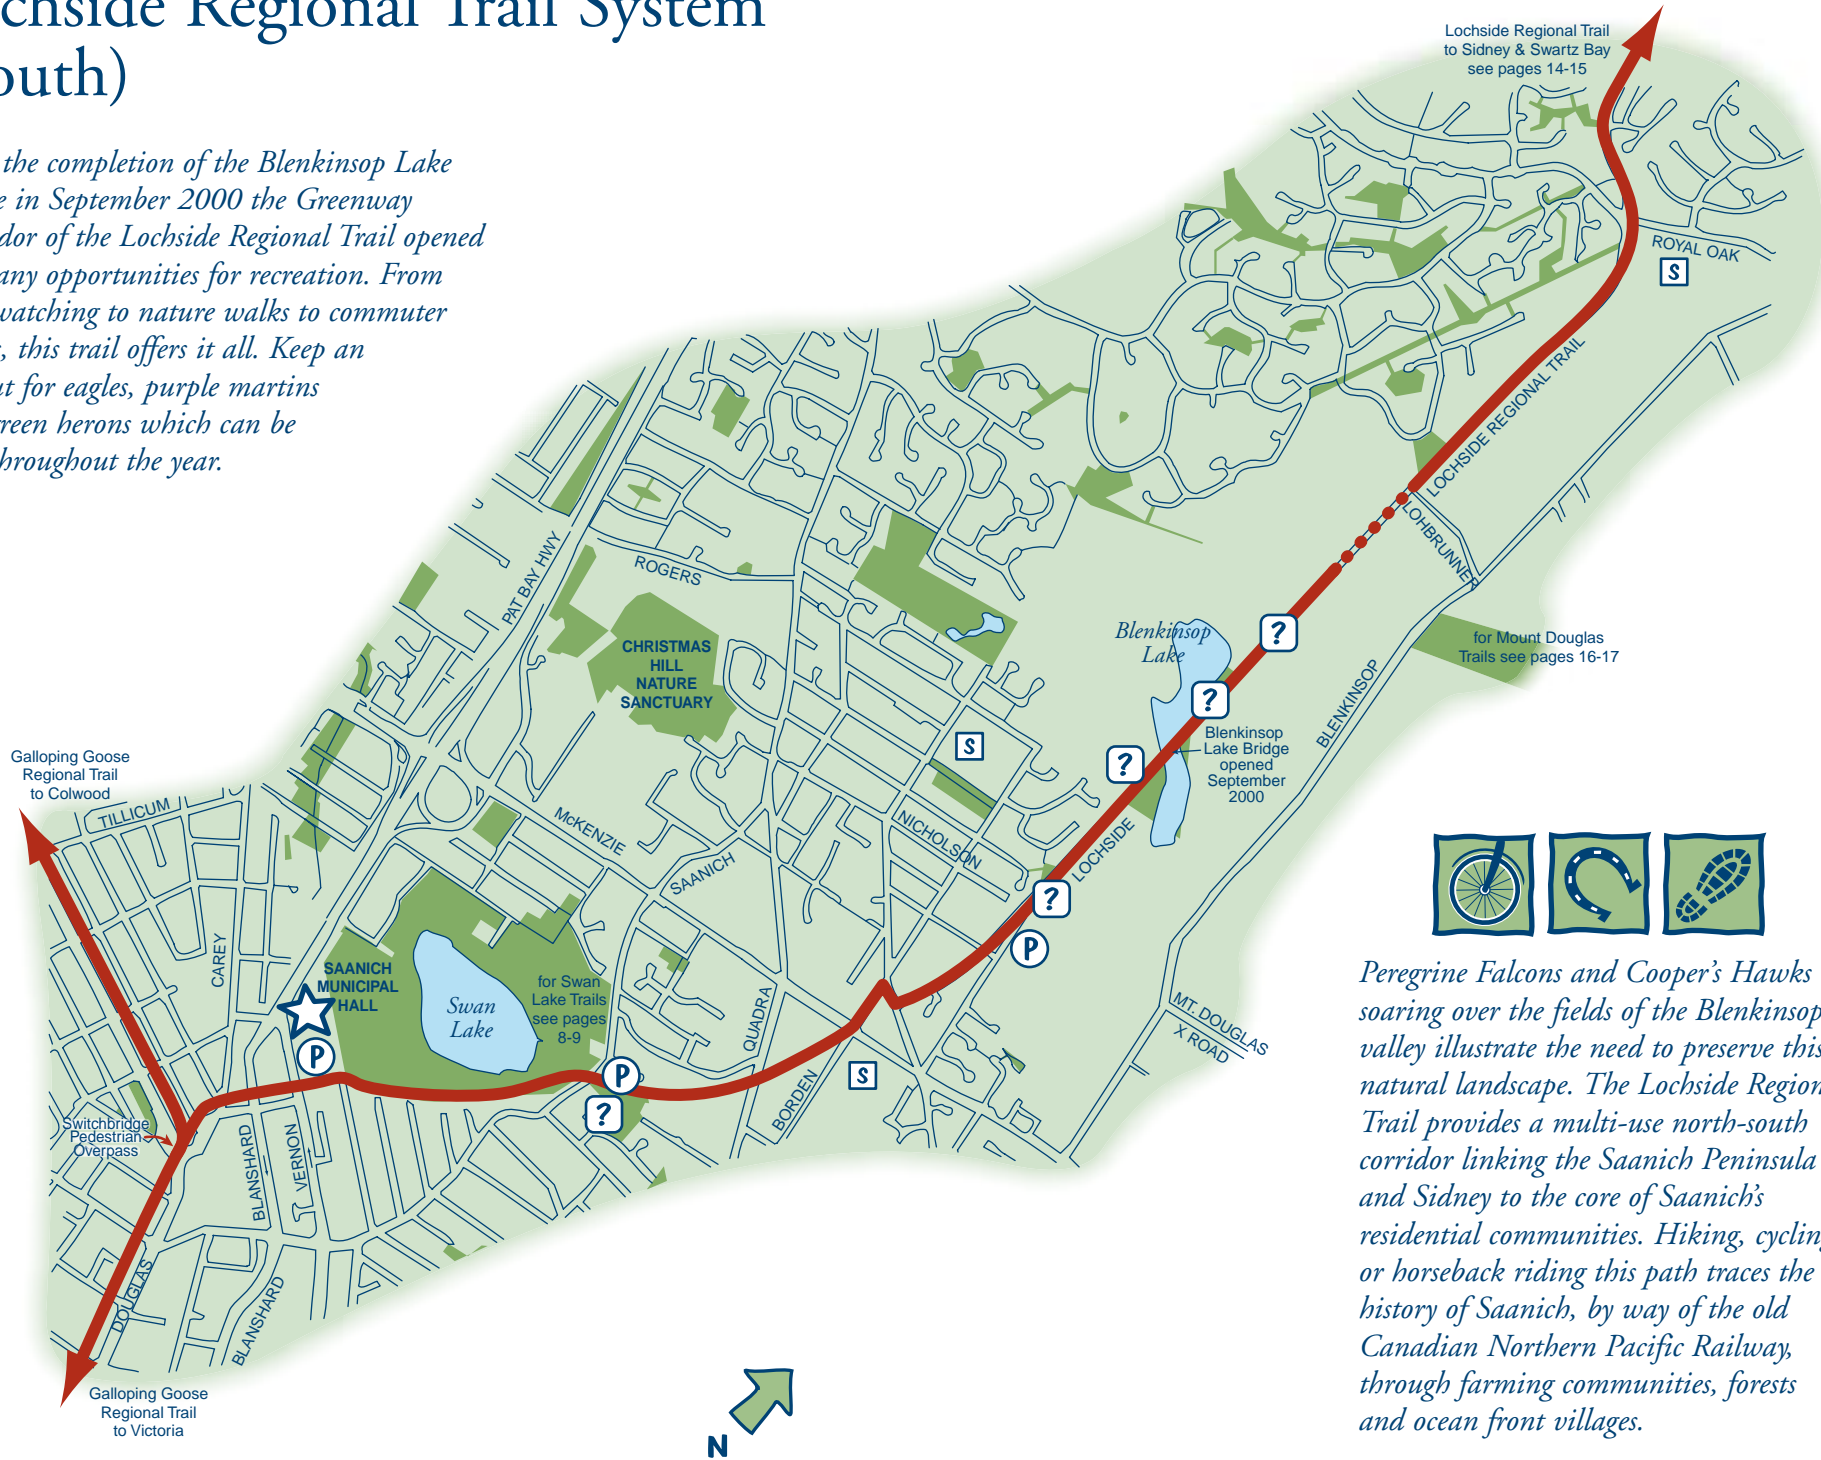 chside Regional Trail System
outh)
the completion of the Blenkinsop Lake
e in September 2000 the Greenway
dor of the Lochside Regional Trail opened
any opportunities for recreation. From
watching to nature walks to commuter
, this trail offers it all. Keep an
ut for eagles, purple martins
reen herons which can be
hroughout the year.
Lochside Regional Trail
to Sidney & Swartz Bay
see pages 14-15
ROYAL OAK
S
LOCHSIDE REGIONAL TRAIL
LOHBRUNNER
PAT BAY HWY
ROGERS
CHRISTMAS
HILL
NATURE
SANCTUARY
Blenkinsop
Lake
?
?
?
for Mount Douglas
Trails see pages 16-17
BLENKINSOP
Blenkinsop
Lake Bridge
opened
September
2000
S
Galloping Goose
Regional Trail
to Colwood
TILLICUM
McKENZIE
SAANICH
NICHOLSON
LOCHSIDE
?
P
CAREY
SAANICH
MUNICIPAL
HALL
P
Swan
Lake
for Swan
Lake Trails
see pages
8-9
P
?
QUADRA
BORDEN
S
MT. DOUGLAS
X ROAD
Switchbridge
Pedestrian
Overpass
BLANSHARD
VERNON
DOUGLAS
BLANSHARD
Galloping Goose
Regional Trail
to Victoria
N
Peregrine Falcons and Cooper's Hawks
soaring over the fields of the Blenkinsop
valley illustrate the need to preserve this
natural landscape. The Lochside Region
Trail provides a multi-use north-south
corridor linking the Saanich Peninsula
and Sidney to the core of Saanich's
residential communities. Hiking, cyclin
or horseback riding this path traces the
history of Saanich, by way of the old
Canadian Northern Pacific Railway,
through farming communities, forests
and ocean front villages.